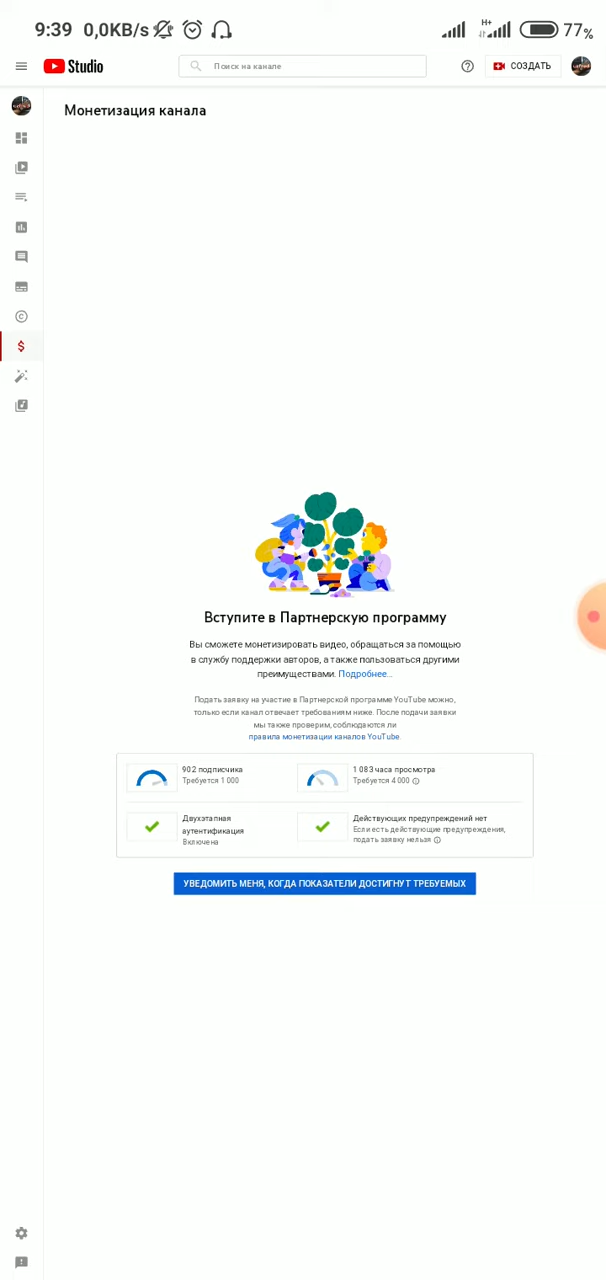 9:39 0,0KB/s H+ 77%
Studio Поиск на канале СОЗДАТЬ
Монетизация канала
Вступите в Партнерскую программу
Вы сможете монетизировать видео, обращаться за помощью
в службу поддержки авторов, а также пользоваться другими
преимуществами. Подробнее…
Подать заявку на участие в Партнерской программе YouTube можно,
только если канал отвечает требованиям ниже. После подачи заявки
мы также проверим, соблюдаются ли
правила монетизации каналов YouTube.
902 подписчика
Требуется 1 000
1 083 часа просмотра
Требуется 4 000
Двухэтапная
аутентификация
Включена
Действующих предупреждений нет
Если есть действующие предупреждения,
подать заявку нельзя
УВЕДОМИТЬ МЕНЯ, КОГДА ПОКАЗАТЕЛИ ДОСТИГНУТ ТРЕБУЕМЫХ